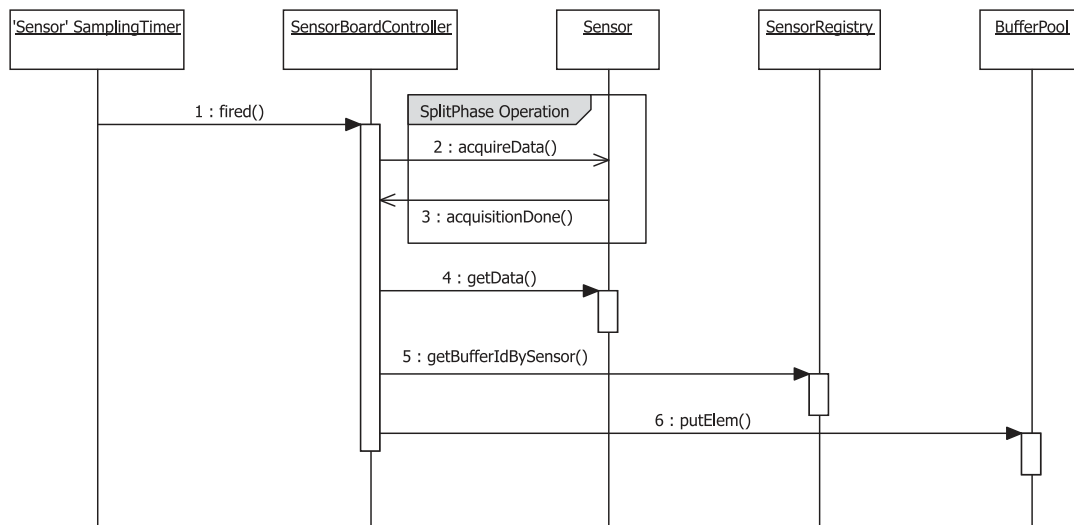 'Sensor' SamplingTimer
SensorBoardController
Sensor
SensorRegistry
BufferPool
SplitPhase Operation
1 : fired()
2 : acquireData()
3 : acquisitionDone()
4 : getData()
5 : getBufferIdBySensor()
6 : putElem()